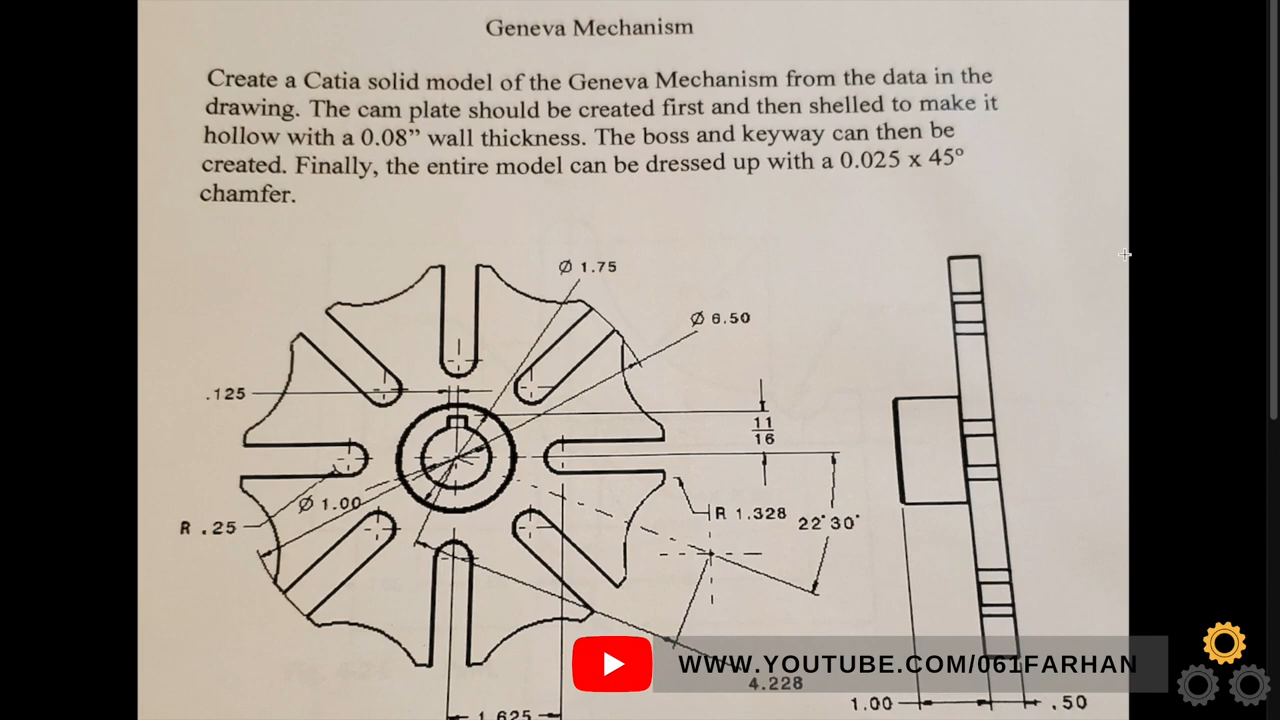 Geneva Mechanism
Create a Catia solid model of the Geneva Mechanism from the data in the
drawing. The cam plate should be created first and then shelled to make it
hollow with a 0.08” wall thickness. The boss and keyway can then be
created. Finally, the entire model can be dressed up with a 0.025 x 45°
chamfer.
Ø 1.75
Ø 6.50
.125
11
16
Ø 1.00
R 1.328
22°30'
R .25
WWW.YOUTUBE.COM/061FARHAN
4.228
1.00
.50
1.625